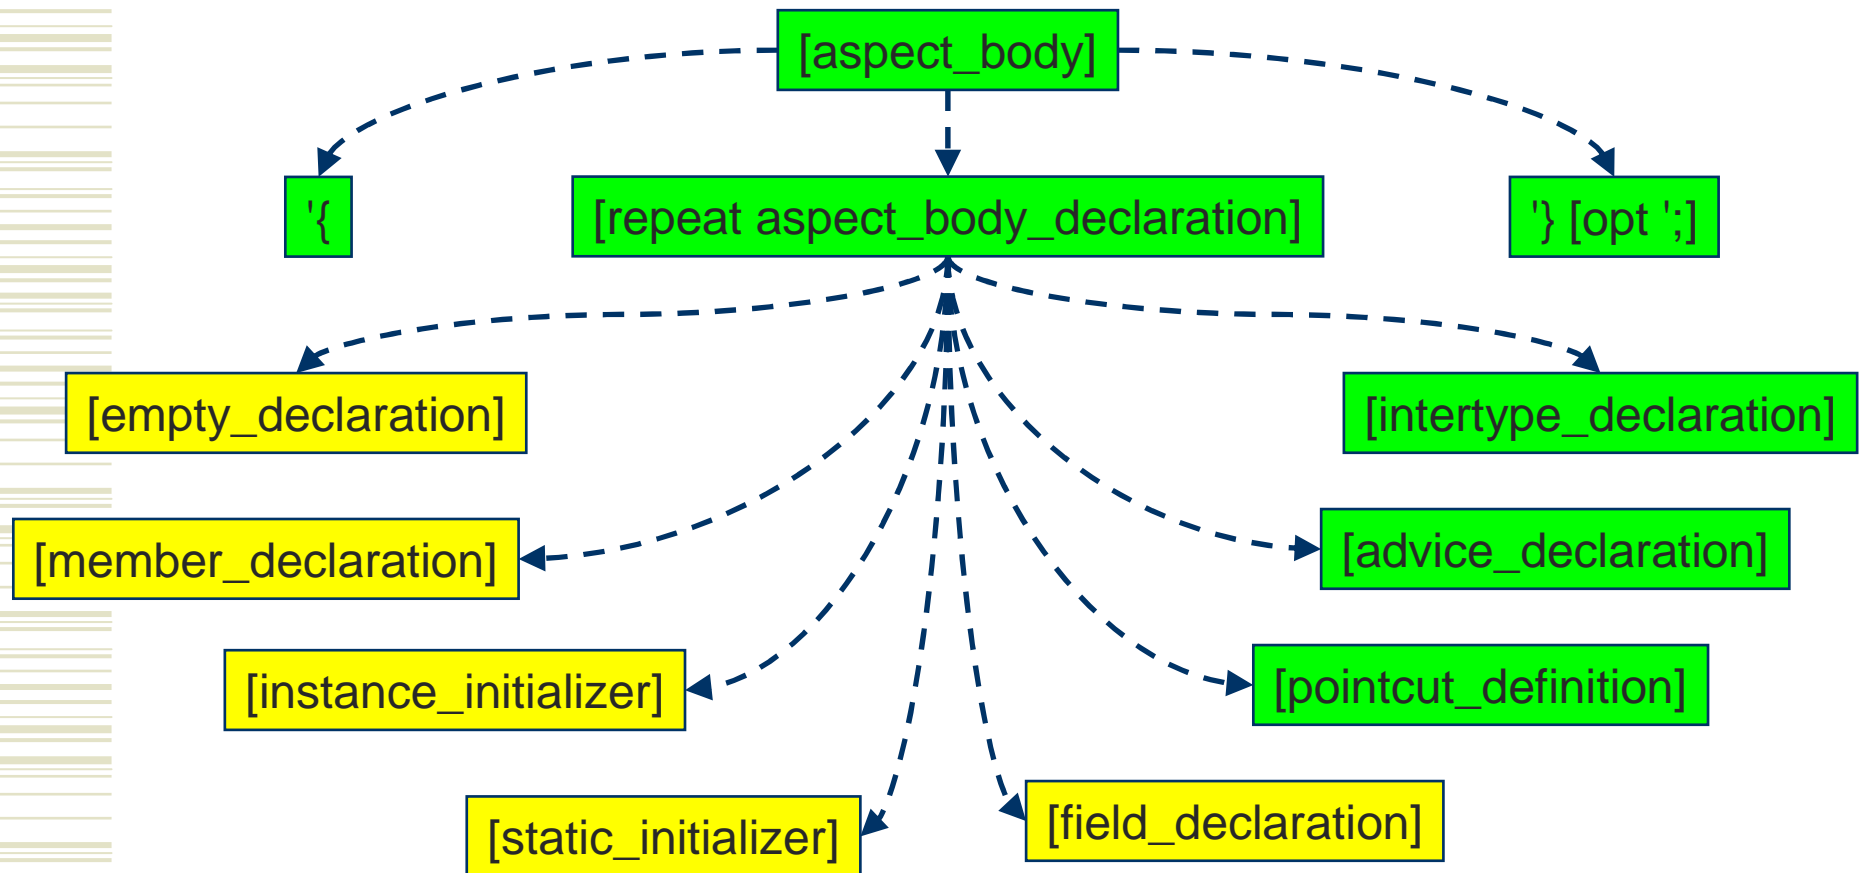 [aspect_body]
'{
[repeat aspect_body_declaration]
'} [opt ';]
[empty_declaration]
[intertype_declaration]
[member_declaration]
[advice_declaration]
[instance_initializer]
[pointcut_definition]
[static_initializer]
[field_declaration]